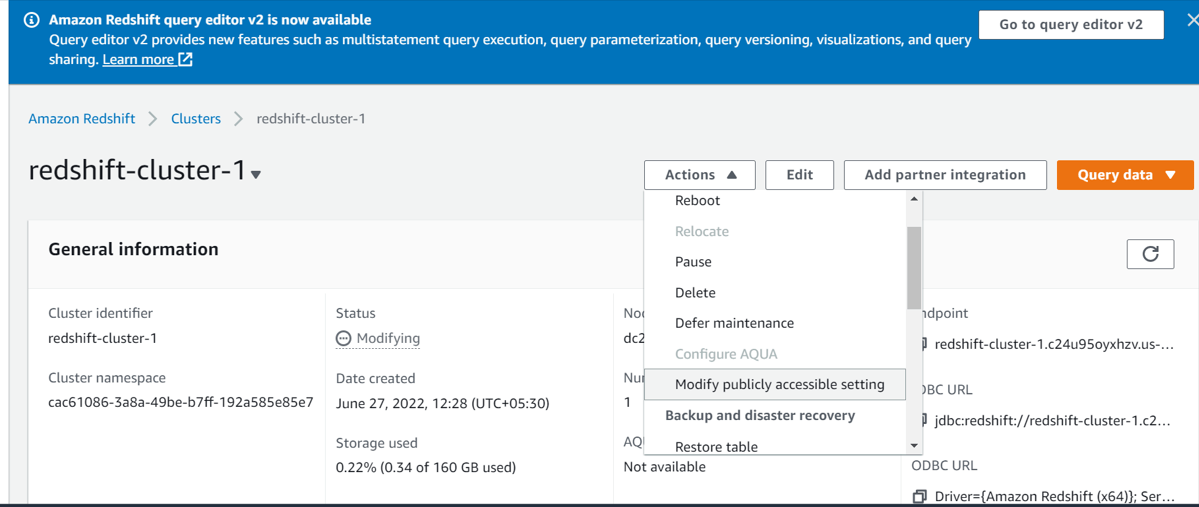 Amazon Redshift query editor v2 is now available
Query editor v2 provides new features such as multistatement query execution, query parameterization, query versioning, visualizations, and query
sharing. Learn more
Go to query editor v2
Amazon Redshift > Clusters > redshift-cluster-1
redshift-cluster-1
Actions
Edit
Add partner integration
Query data
Reboot
Relocate
Pause
Delete
Defer maintenance
Configure AQUA
Modify publicly accessible setting
Backup and disaster recovery
Restore table
General information
Cluster identifier
redshift-cluster-1
Cluster namespace
cac61086-3a8a-49be-b7ff-192a585e85e7
Status
Modifying
Date created
June 27, 2022, 12:28 (UTC+05:30)
Storage used
0.22% (0.34 of 160 GB used)
dc2
1
AQ
Not available
redshift-cluster-1.c24u95oyxhzv.us-...
URL
jdbc:redshift://redshift-cluster-1.c2...
ODBC URL
Driver={Amazon Redshift (x64)}; Ser...